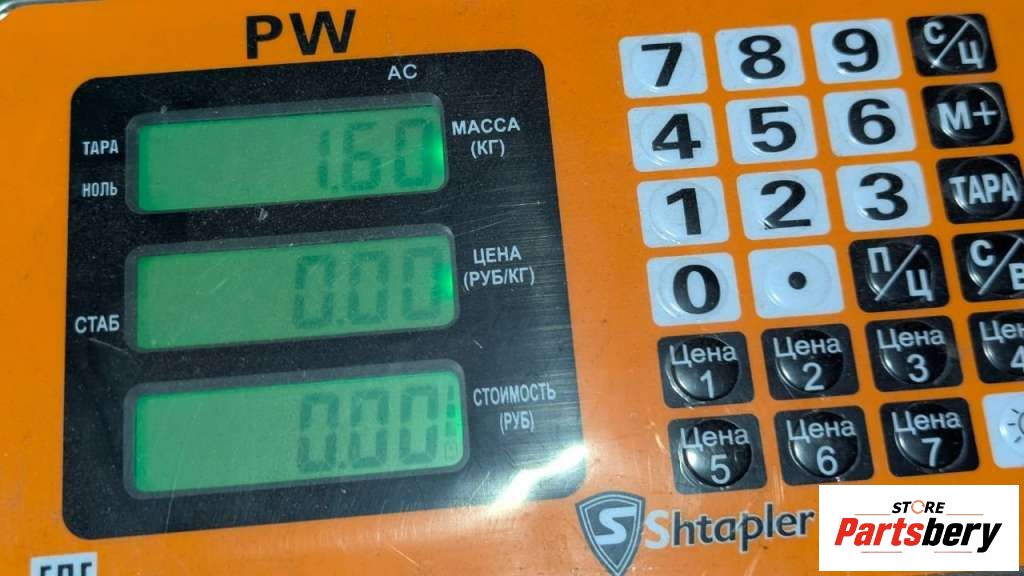 PW
AC
ТАРА
НОЛЬ
1.60
МАССА
(КГ)
СТАБ
0.00
ЦЕНА
(РУБ/КГ)
0.00
СТОИМОСТЬ
(РУБ)
7 8 9 С/Ц
4 5 6 М+
1 2 3 ТАРА
0 • П/Ц С/В
Цена 1 Цена 2 Цена 3
Цена 5 Цена 6 Цена 7
Shtapler
STORE
Partsbery